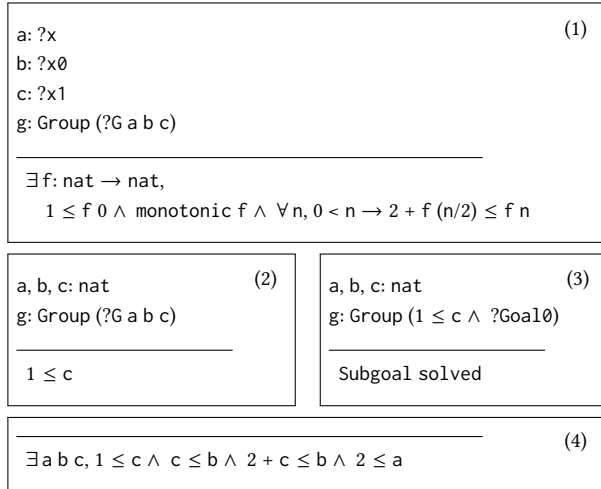 (1)
a: ?x
b: ?x0
c: ?x1
g: Group (?G a b c)
∃ f: nat → nat,
1 ≤ f 0 ∧ monotonic f ∧ ∀ n, 0 < n → 2 + f (n/2) ≤ f n
(2)
a, b, c: nat
g: Group (?G a b c)
1 ≤ c
(3)
a, b, c: nat
g: Group (1 ≤ c ∧ ?Goal0)
Subgoal solved
(4)
∃ a b c, 1 ≤ c ∧ c ≤ b ∧ 2 + c ≤ b ∧ 2 ≤ a